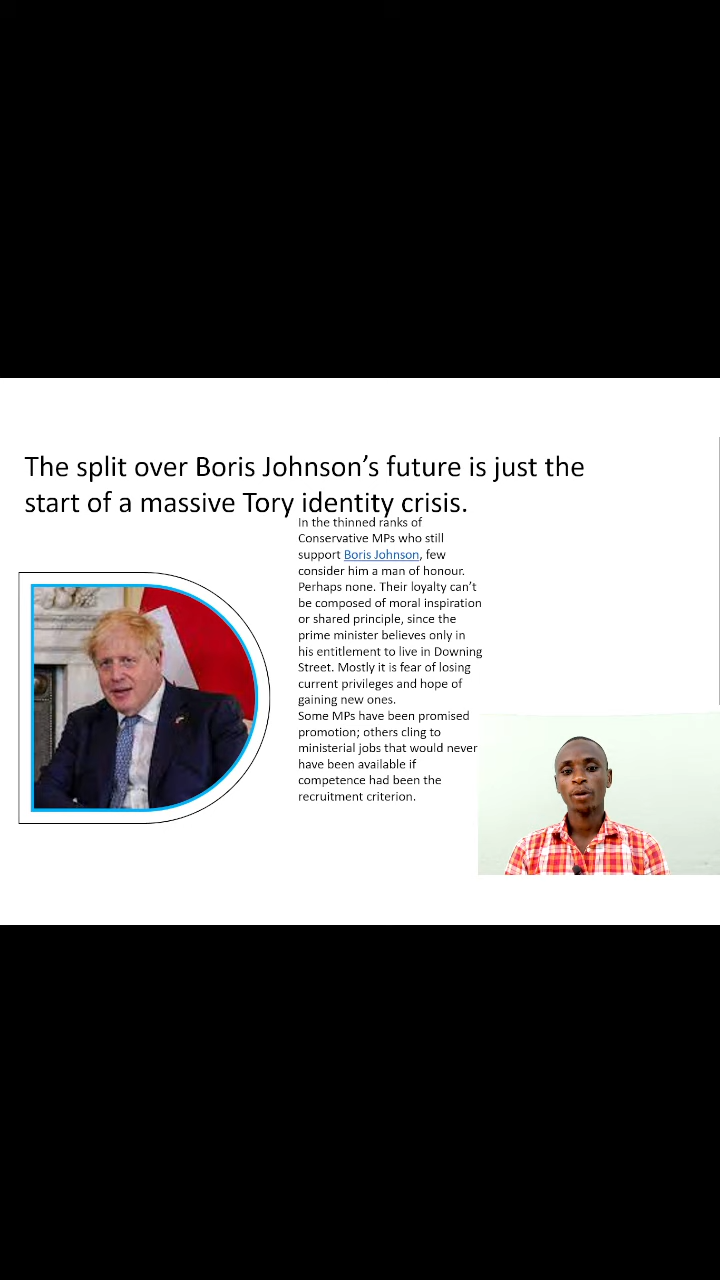 The split over Boris Johnson’s future is just the
start of a massive Tory identity crisis.
In the thinned ranks of
Conservative MPs who still
support Boris Johnson, few
consider him a man of honour.
Perhaps none. Their loyalty can’t
be composed of moral inspiration
or shared principle, since the
prime minister believes only in
his entitlement to live in Downing
Street. Mostly it is fear of losing
current privileges and hope of
gaining new ones.
Some MPs have been promised
promotion; others cling to
ministerial jobs that would never
have been available if
competence had been the
recruitment criterion.